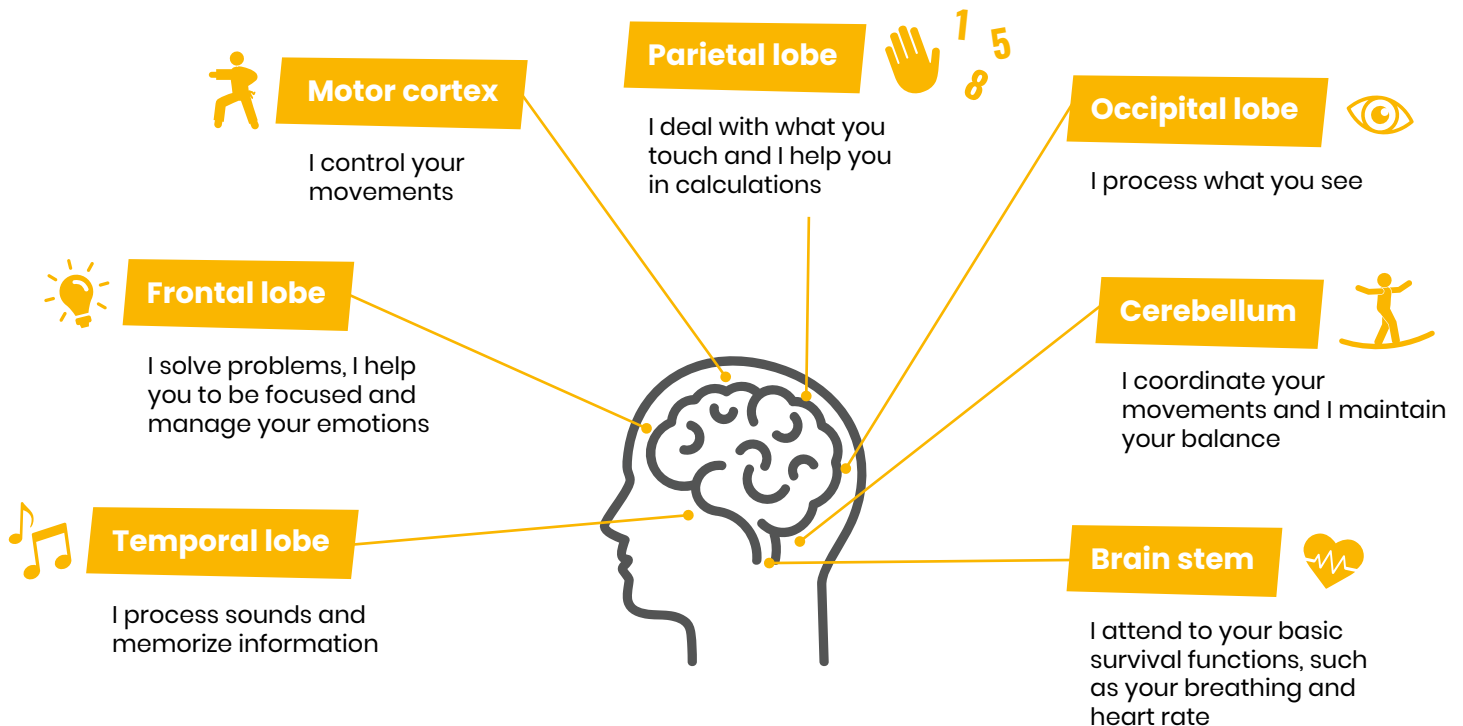 Motor cortex
I control your
movements
Parietal lobe
1 5
8
I deal with what you
touch and I help you
in calculations
Occipital lobe
I process what you see
Frontal lobe
I solve problems, I help
you to be focused and
manage your emotions
Cerebellum
I coordinate your
movements and I maintain
your balance
Temporal lobe
I process sounds and
memorize information
Brain stem
I attend to your basic
survival functions, such
as your breathing and
heart rate